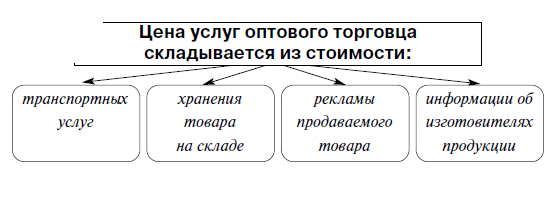 Цена услуг оптового торговца
складывается из стоимости:
транспортных
услуг
хранения
товара
на складе
рекламы
продаваемого
товара
информации об
изготовителях
продукции